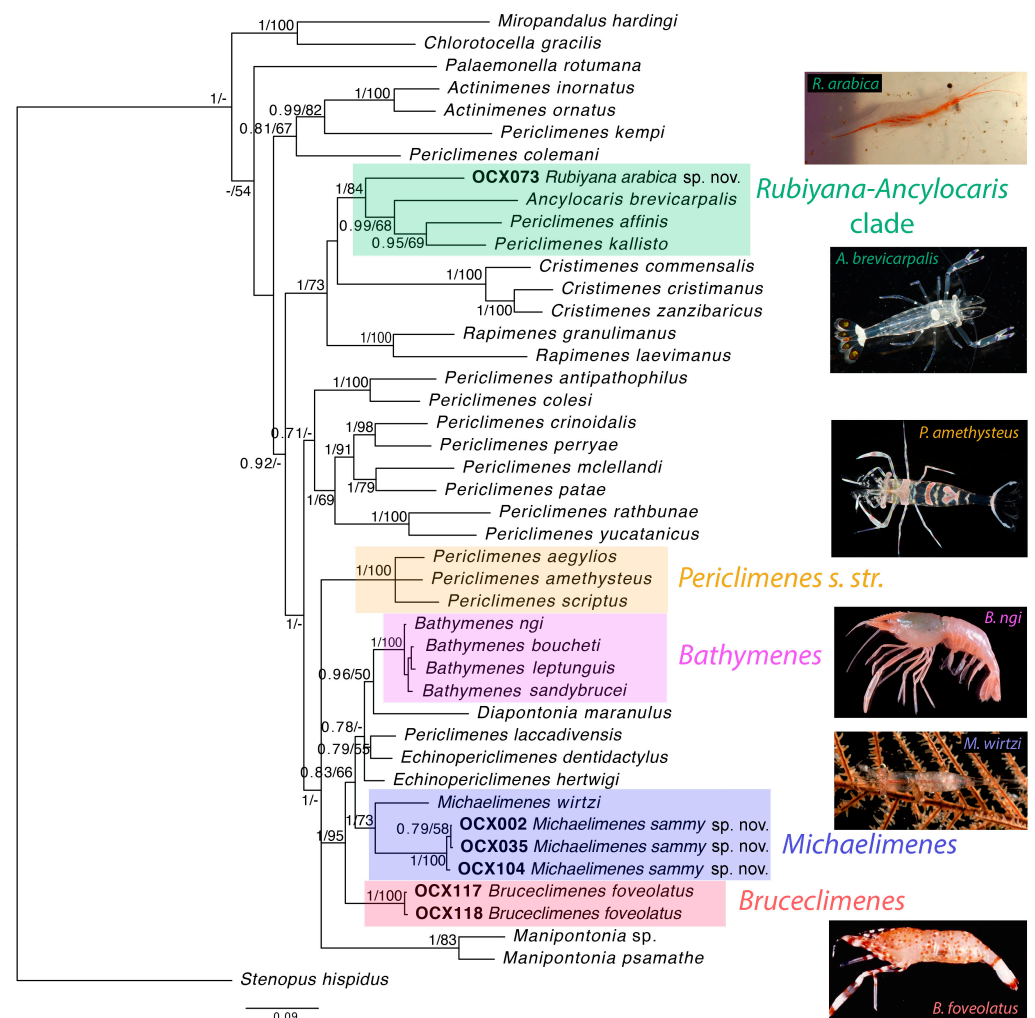 Miropandalus hardingi
1/100
Chlorotocella gracilis
Palaemonella rotumana
R. arabica
Actinimenes inornatus
1/100
1/-
0.99/82
Actinimenes ornatus
0.81/67
Periclimenes kempi
Periclimenes colemani
OCX073 Rubiyana arabica sp. nov.
-/54
1/84
Rubiyana-Ancylocaris
clade
Ancylocaris brevicarpalis
0.99/68
Periclimenes affinis
0.95/69
Periclimenes kallisto
A. brevicarpalis
Cristimenes commensalis
1/100
1/73
Cristimenes cristimanus
1/100
Cristimenes zanzibaricus
Rapimenes granulimanus
1/100
Rapimenes laevimanus
Periclimenes antipathophilus
1/100
Periclimenes colesi
Periclimenes crinoidalis
1/98
P. amethysteus
0.71/-
Periclimenes perryae
1/91
0.92/-
Periclimenes mclellandi
1/79
Periclimenes patae
1/69
Periclimenes rathbunae
1/100
Periclimenes yucatanicus
Periclimenes aegylios
1/100
Periclimenes amethysteus
Periclimenes s. str.
Periclimenes scriptus
1/-
Bathymenes ngi
B. ngi
1/100
Bathymenes boucheti
Bathymenes
Bathymenes leptunguis
0.96/50
Bathymenes sandybrucei
Diapontonia maranulus
0.78/-
Periclimenes laccadivensis
0.79/55
M. wirtzi
Echinopericlimenes dentidactylus
0.83/66
Echinopericlimenes hertwigi
1/-
Michaelimenes wirtzi
1/73
OCX002 Michaelimenes sammy sp. nov.
0.79/58
1/95
OCX035 Michaelimenes sammy sp. nov.
Michaelimenes
1/100
OCX104 Michaelimenes sammy sp. nov.
OCX117 Bruceclimenes foveolatus
1/100
Bruceclimenes
OCX118 Bruceclimenes foveolatus
Manipontonia sp.
1/83
Manipontonia psamathe
Stenopus hispidus
B. foveolatus
0.09